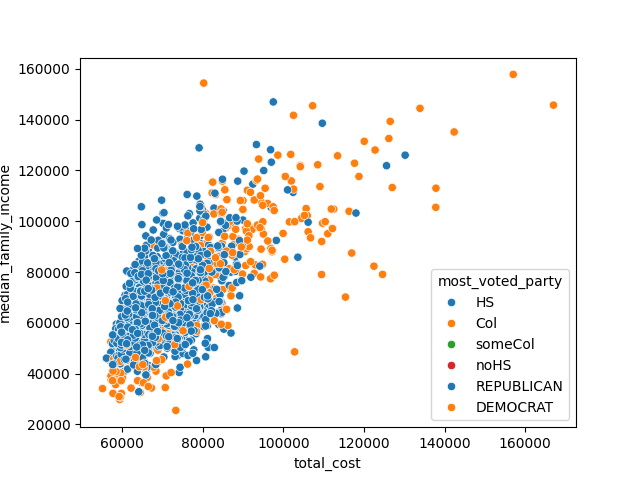 160000
140000
120000
100000
80000
60000
40000
20000
median_family_income
60000 80000 100000 120000 140000 160000
total_cost
most_voted_party
HS
Col
someCol
noHS
REPUBLICAN
DEMOCRAT